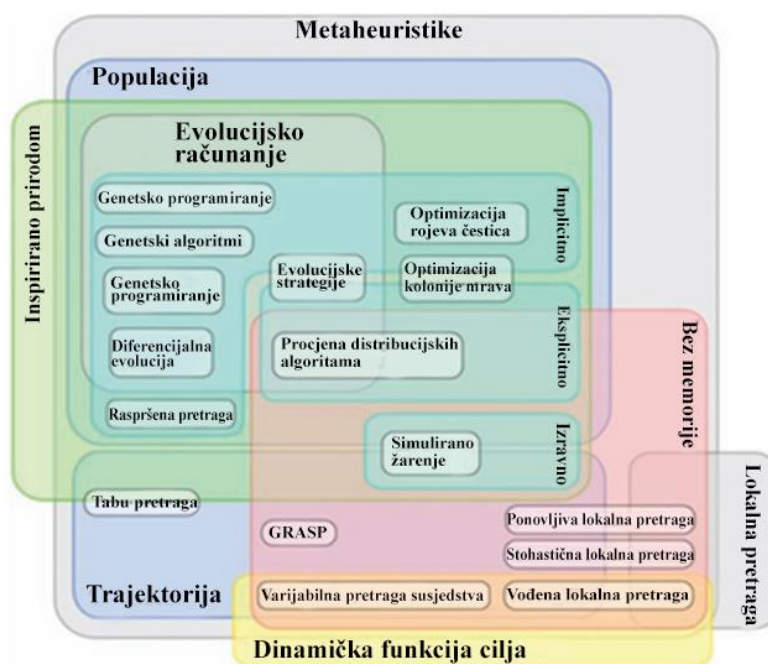 Metaheuristike
Populacija
Inspirirano prirodom
Evolucijsko
računanje
Genetsko programiranje
Implicitno
Optimizacija
rojeva čestica
Genetski algoritmi
Evolucijske
strategije
Optimizacija
kolonije mrava
Genetsko
programiranje
Eksplicitno
Bez memorije
Procjena distribucijskih
algoritama
Diferencijalna
evolucija
Raspršena pretraga
Izravno
Simulirano
žarenje
Lokalna pretraga
Tabu pretraga
GRASP
Ponovljiva lokalna pretraga
Stohastična lokalna pretraga
Trajektorija
Varijabilna pretraga susjedstva
Vođena lokalna pretraga
Dinamička funkcija cilja